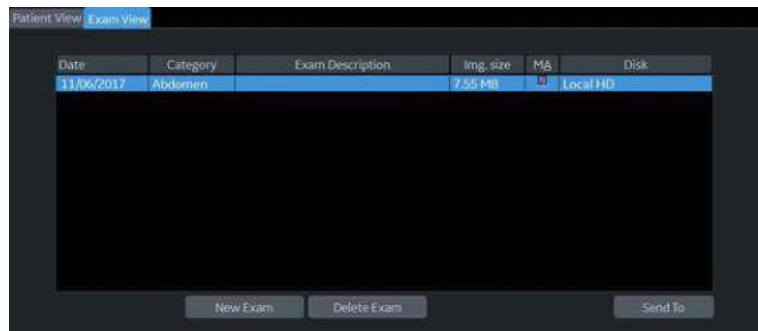 Patient View Exam View
Date Category Exam Description Img. size MA Disk
11/06/2017 Abdomen 7.55 MB Local HD
New Exam Delete Exam Send To